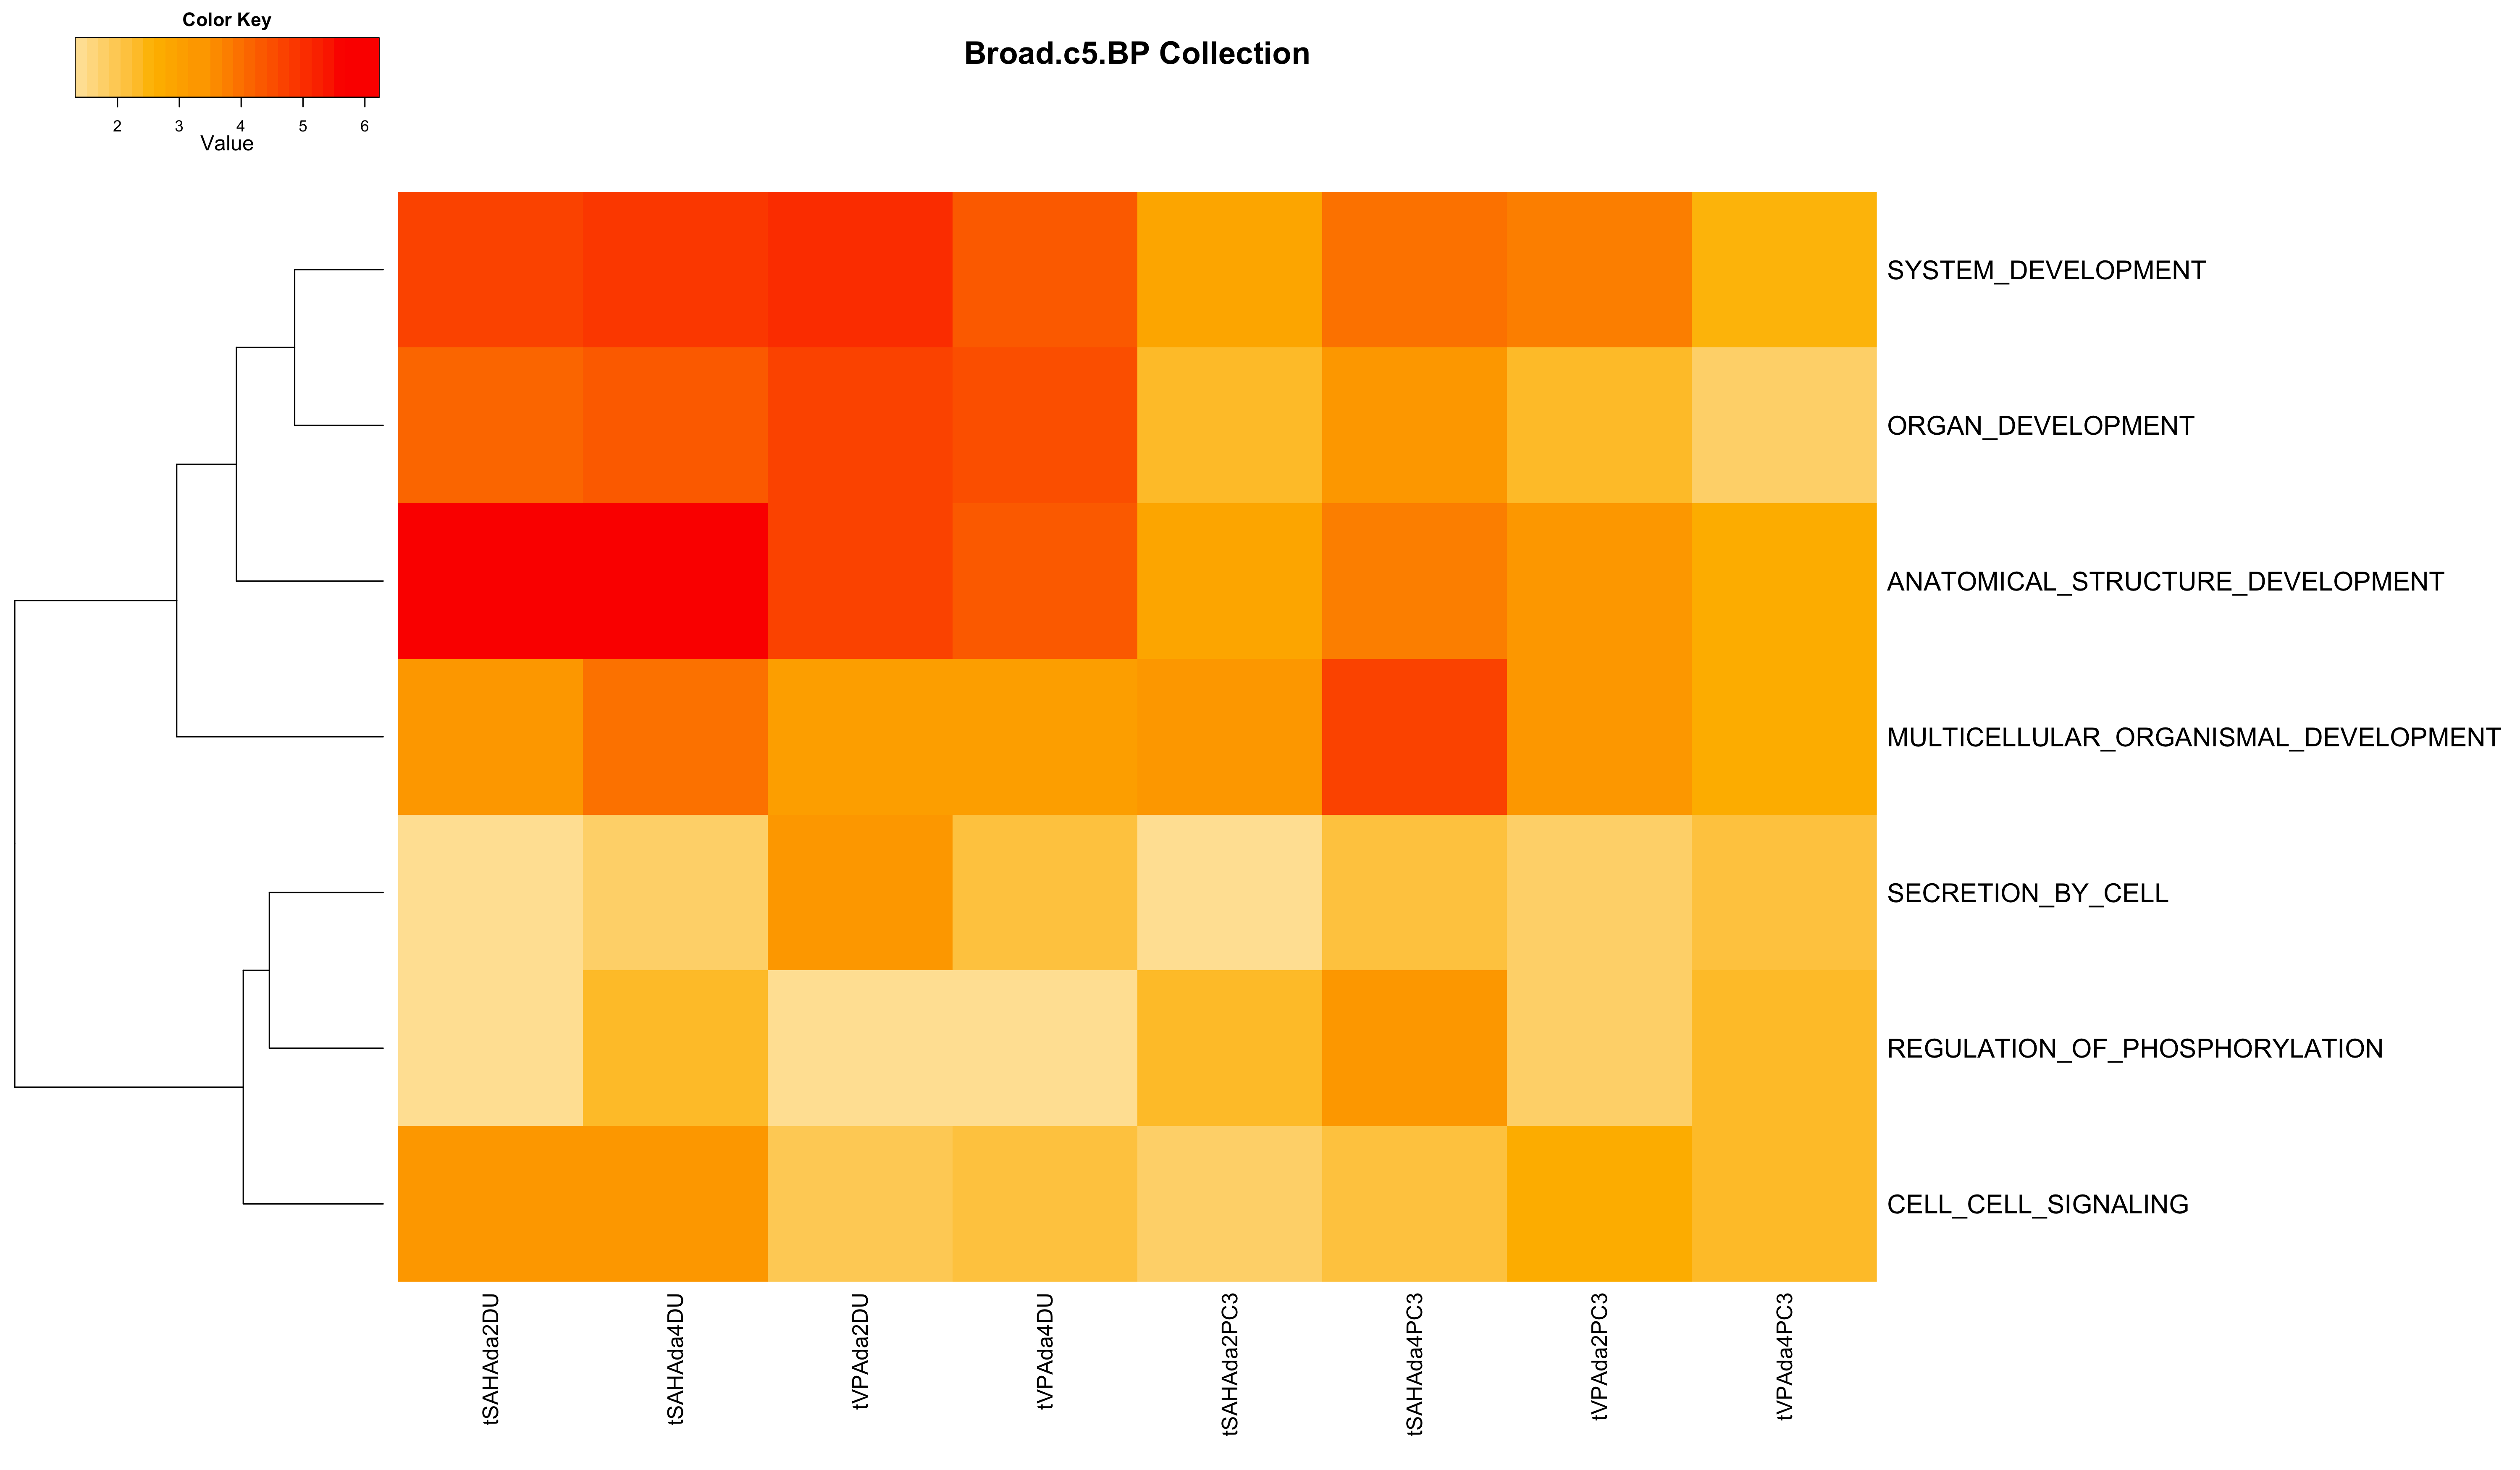 Color Key
Broad.c5.BP Collection
2 3 4 5 6
Value
SYSTEM_DEVELOPMENT
ORGAN_DEVELOPMENT
ANATOMICAL_STRUCTURE_DEVELOPMENT
MULTICELLULAR_ORGANISMAL_DEVELOPMENT
SECRETION_BY_CELL
REGULATION_OF_PHOSPHORYLATION
CELL_CELL_SIGNALING
tSAHAda2DU
tSAHAda4DU
tVPAda2DU
tVPAda4DU
tSAHAda2PC3
tSAHAda4PC3
tVPAda2PC3
tVPAda4PC3